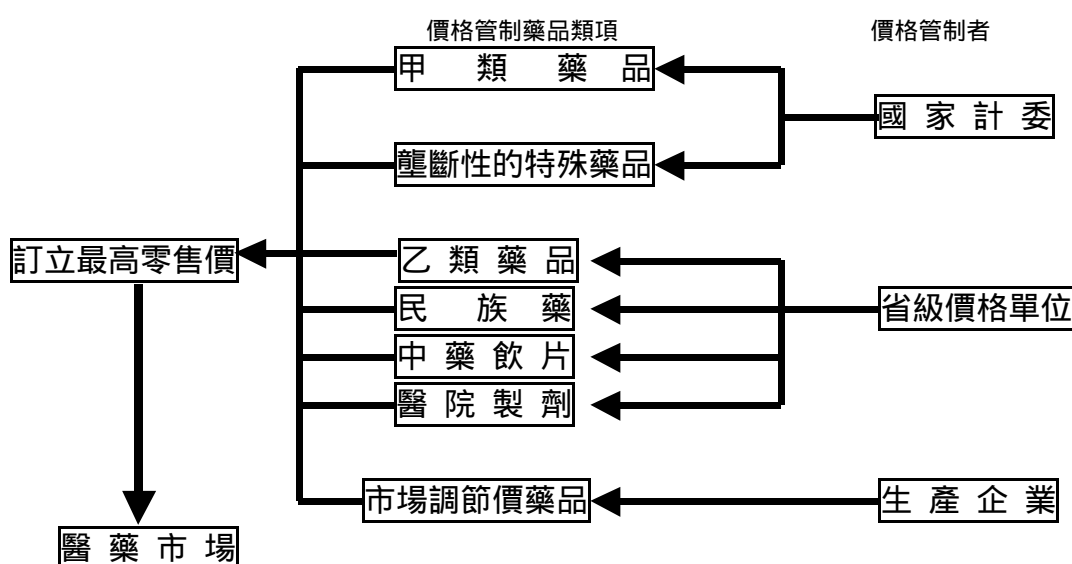 價格管制藥品類項
價格管制者
甲類藥品
國家計委
壟斷性的特殊藥品
訂立最高零售價
乙類藥品
民族藥
省級價格單位
中藥飲片
醫院製劑
市場調節價藥品
生產企業
醫藥市場